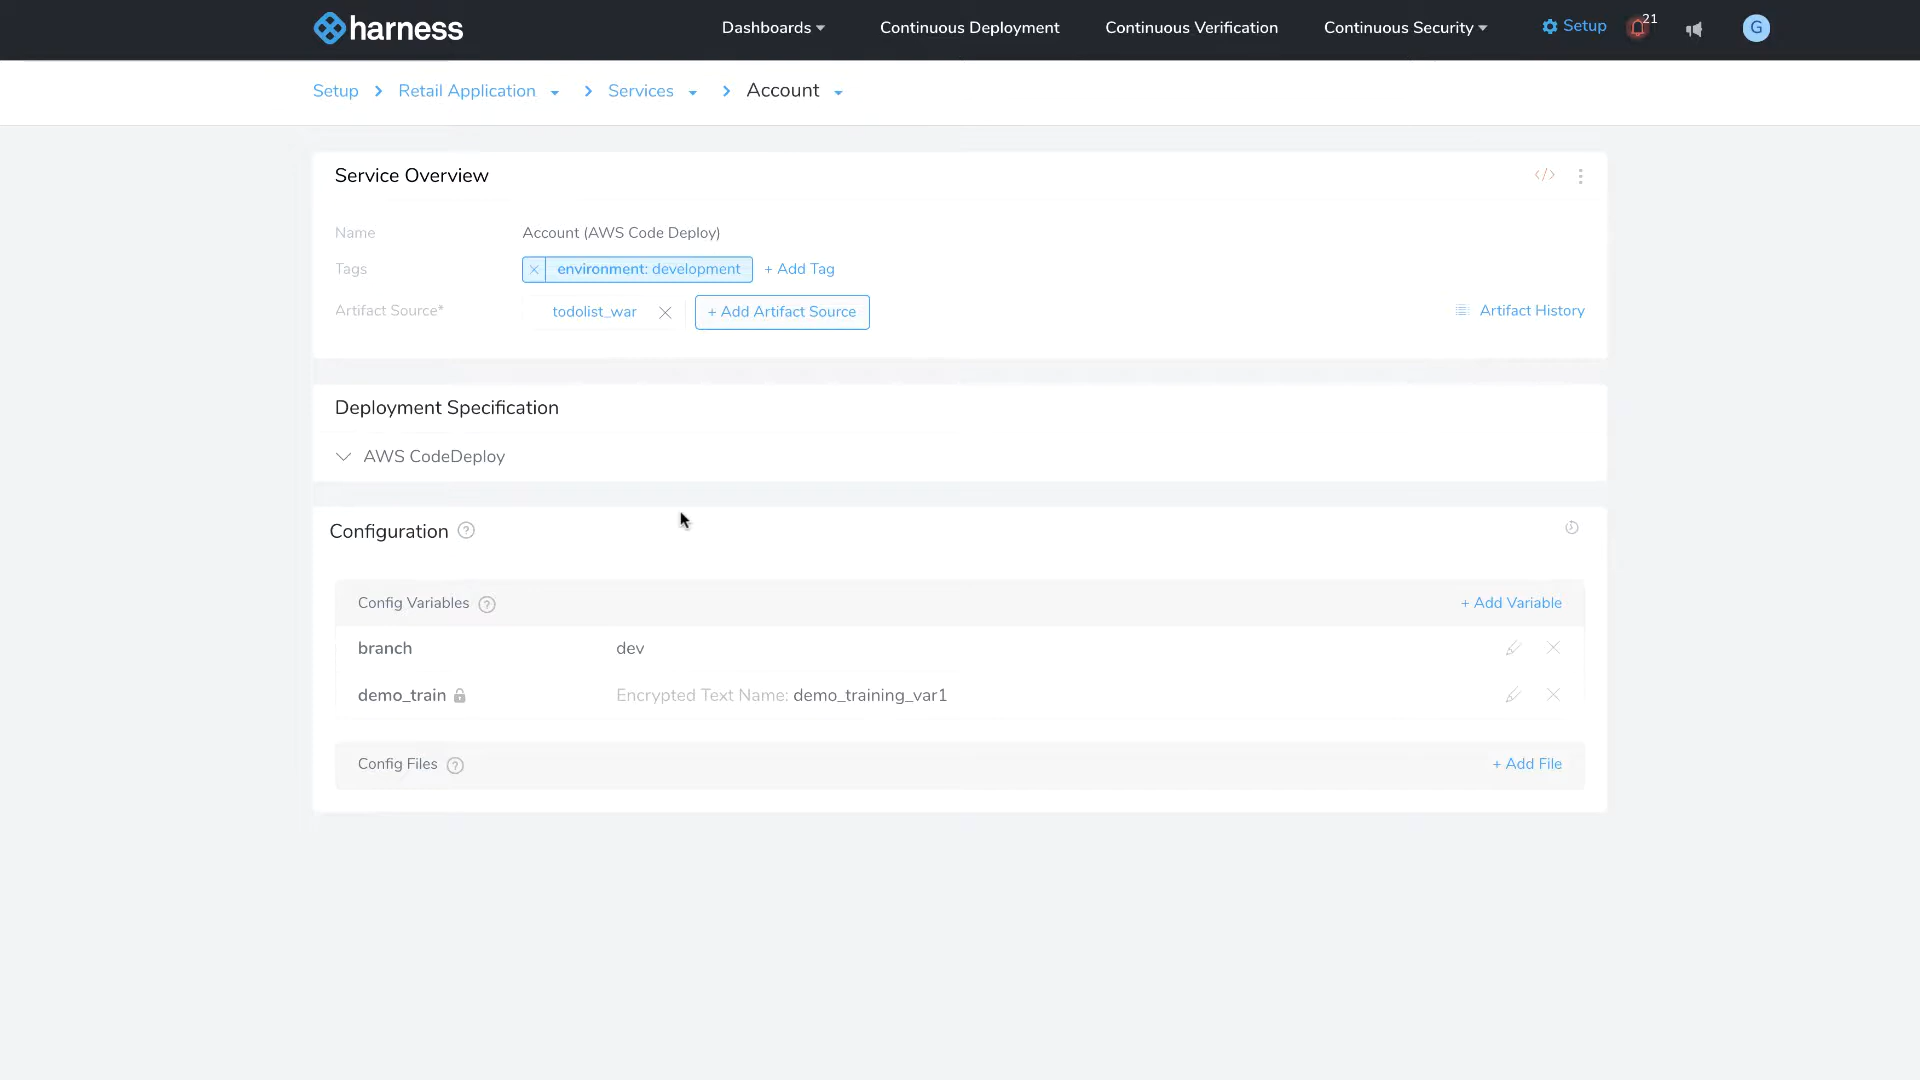 harness
Dashboards
Continuous Deployment
Continuous Verification
Continuous Security
Setup
21
G
Setup
Retail Application
Services
Account
Service Overview
</>
Name
Account (AWS Code Deploy)
Tags
environment: development
+ Add Tag
Artifact Source*
todolist_war
+ Add Artifact Source
Artifact History
Deployment Specification
AWS CodeDeploy
Configuration ?
Config Variables ?
+ Add Variable
branch
dev
demo_train
Encrypted Text Name: demo_training_var1
Config Files ?
+ Add File